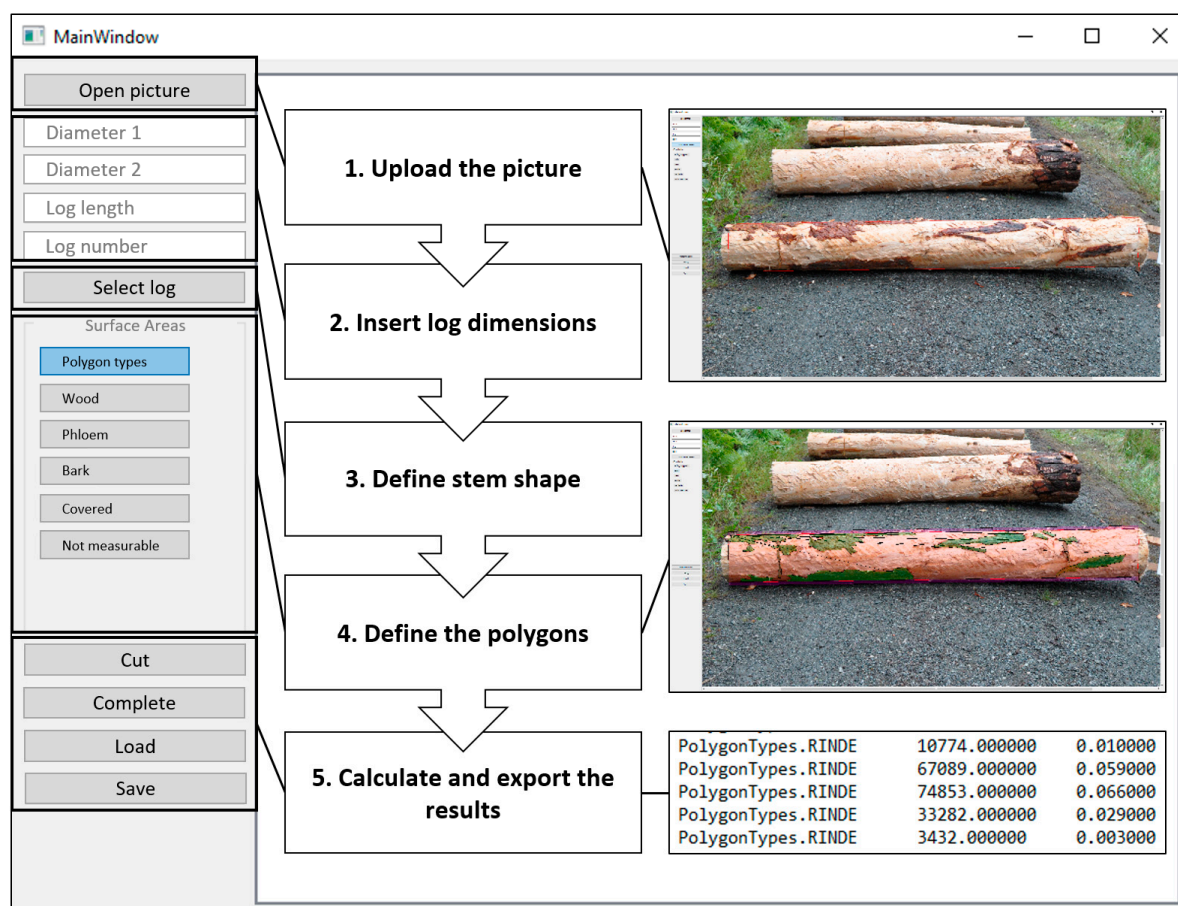 MainWindow
Open picture
Diameter 1
Diameter 2
Log length
Log number
Select log
Surface Areas
Polygon types
Wood
Phloem
Bark
Covered
Not measurable
Cut
Complete
Load
Save
1. Upload the picture
2. Insert log dimensions
3. Define stem shape
4. Define the polygons
5. Calculate and export the
results
PolygonTypes.RINDE 10774.000000 0.010000
PolygonTypes.RINDE 67089.000000 0.059000
PolygonTypes.RINDE 74853.000000 0.066000
PolygonTypes.RINDE 33282.000000 0.029000
PolygonTypes.RINDE 3432.000000 0.003000